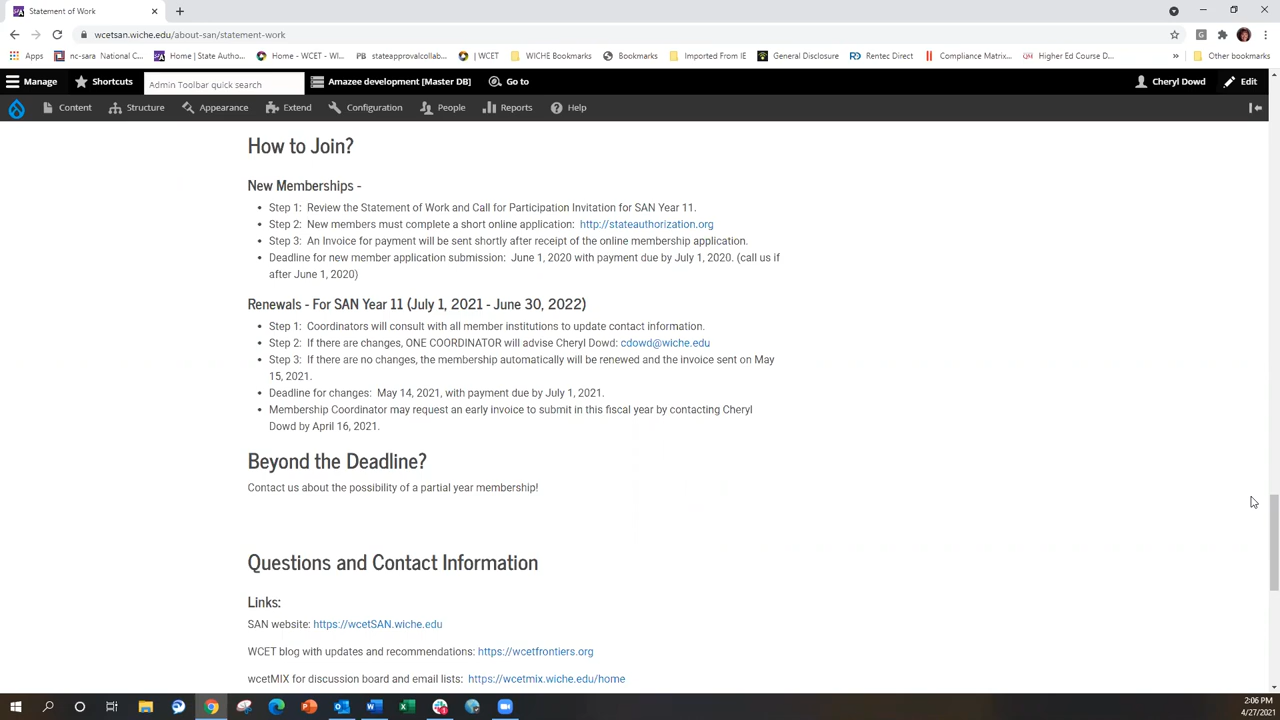 Statement of Work
wcetsan.wiche.edu/about-san/statement-work
Apps
nc-sara National C...
Home | State Autho...
Home - WCET - WI...
PB stateapprovalcollab...
| WCET
WICHE Bookmarks
Bookmarks
Imported From IE
General Disclosure
Rentec Direct
Compliance Matrix...
QM Higher Ed Course D...
»
Other bookmarks
Manage
Shortcuts
Admin Toolbar quick search
Amazee development [Master DB]
Go to
Cheryl Dowd
Edit
Content
Structure
Appearance
Extend
Configuration
People
Reports
Help
How to Join?
New Memberships -
• Step 1: Review the Statement of Work and Call for Participation Invitation for SAN Year 11.
• Step 2: New members must complete a short online application: http://stateauthorization.org
• Step 3: An Invoice for payment will be sent shortly after receipt of the online membership application.
• Deadline for new member application submission: June 1, 2020 with payment due by July 1, 2020. (call us if
after June 1, 2020)
Renewals - For SAN Year 11 (July 1, 2021 - June 30, 2022)
• Step 1: Coordinators will consult with all member institutions to update contact information.
• Step 2: If there are changes, ONE COORDINATOR will advise Cheryl Dowd: cdowd@wiche.edu
• Step 3: If there are no changes, the membership automatically will be renewed and the invoice sent on May
15, 2021.
• Deadline for changes: May 14, 2021, with payment due by July 1, 2021.
• Membership Coordinator may request an early invoice to submit in this fiscal year by contacting Cheryl
Dowd by April 16, 2021.
Beyond the Deadline?
Contact us about the possibility of a partial year membership!
Questions and Contact Information
Links:
SAN website: https://wcetSAN.wiche.edu
WCET blog with updates and recommendations: https://wcetfrontiers.org
wcetMIX for discussion board and email lists: https://wcetmix.wiche.edu/home
2:06 PM
4/27/2021